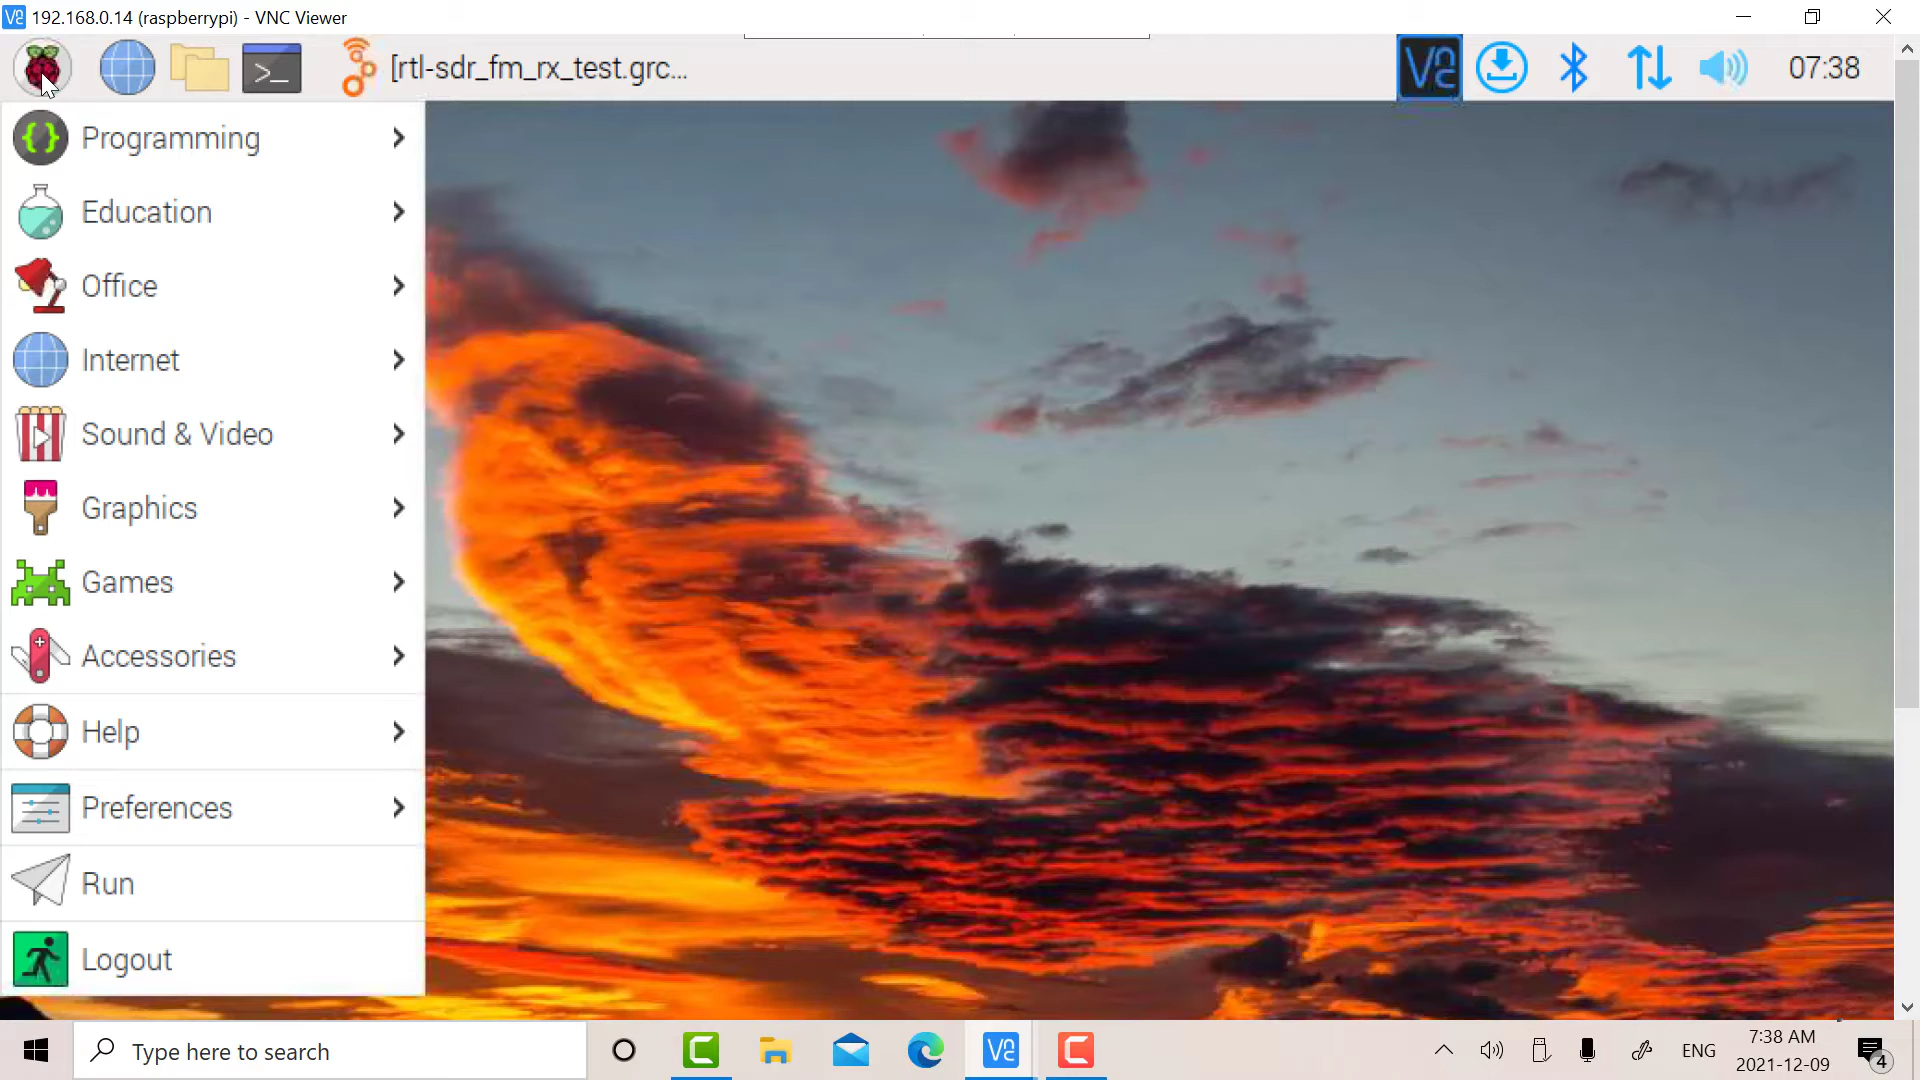 192.168.0.14 (raspberrypi) - VNC Viewer
[rtl-sdr_fm_rx_test.grc...
07:38
Programming
Education
Office
Internet
Sound & Video
Graphics
Games
Accessories
Help
Preferences
Run
Logout
Type here to search
ENG
7:38 AM
2021-12-09
4